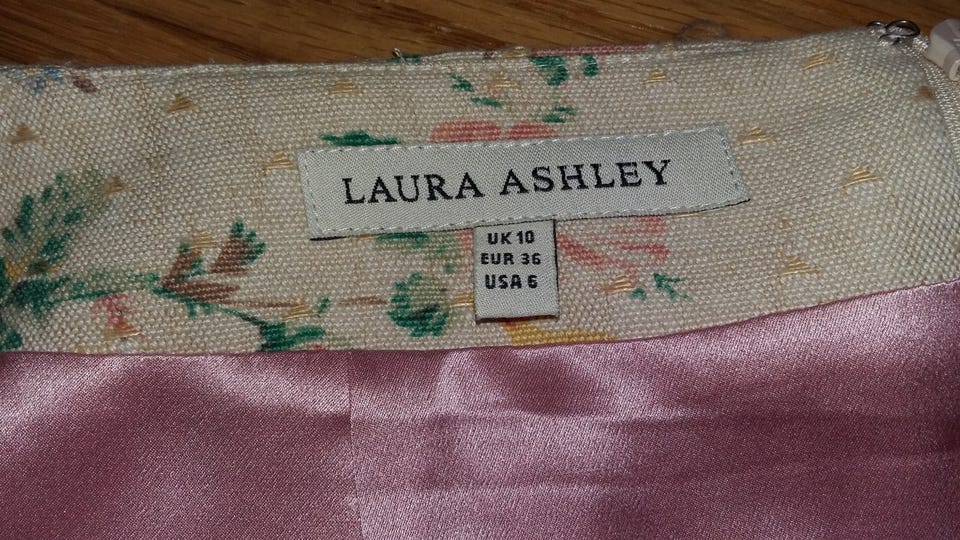 LAURA ASHLEY
UK 10
EUR 36
USA 6